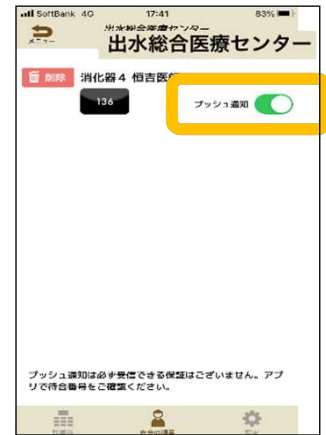 SoftBank 4G 17:41 83%
出水総合医療センター
メニュー
出水総合医療センター
削除 消化器4 恒吉医師
136 プッシュ通知
プッシュ通知は必ず受信できる保証はございません。アプ
リで待合番号をご確認ください。